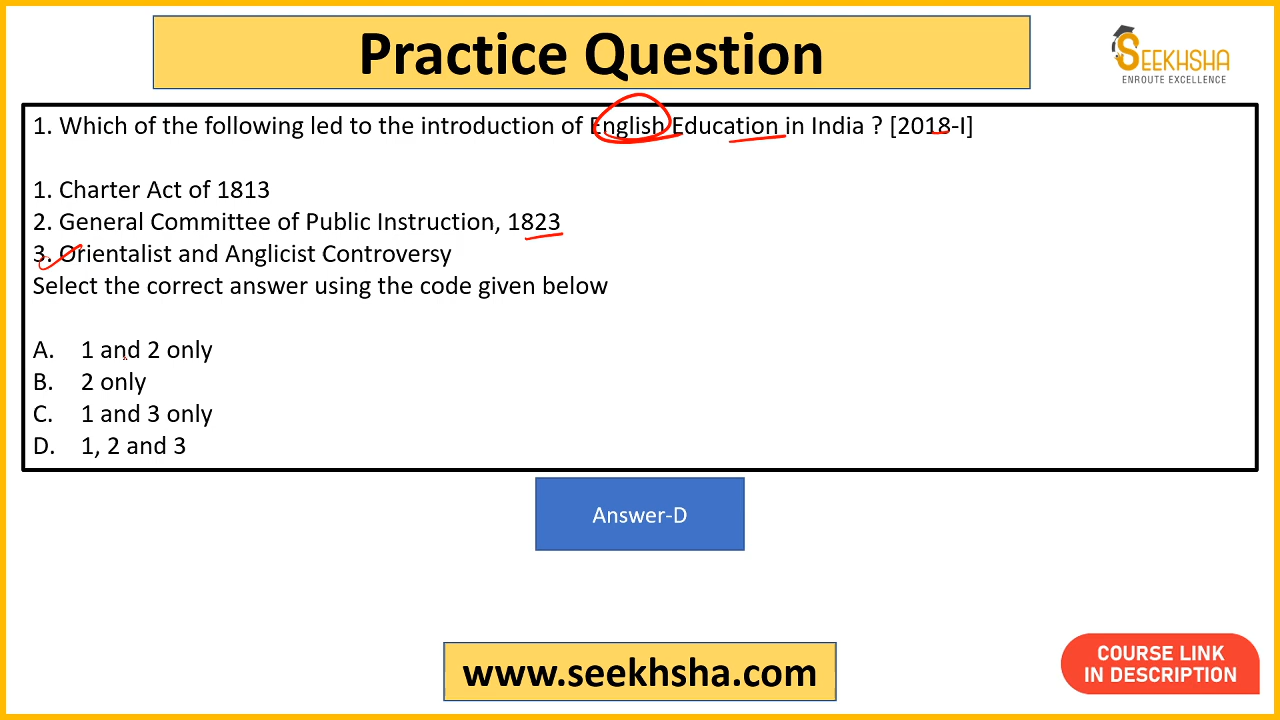 Practice Question
SEEKHSHA
ENROUTE EXCELLENCE
1. Which of the following led to the introduction of English Education in India ? [2018-I]
1. Charter Act of 1813
2. General Committee of Public Instruction, 1823
3. Orientalist and Anglicist Controversy
Select the correct answer using the code given below
A. 1 and 2 only
B. 2 only
C. 1 and 3 only
D. 1, 2 and 3
Answer-D
www.seekhsha.com
COURSE LINK
IN DESCRIPTION